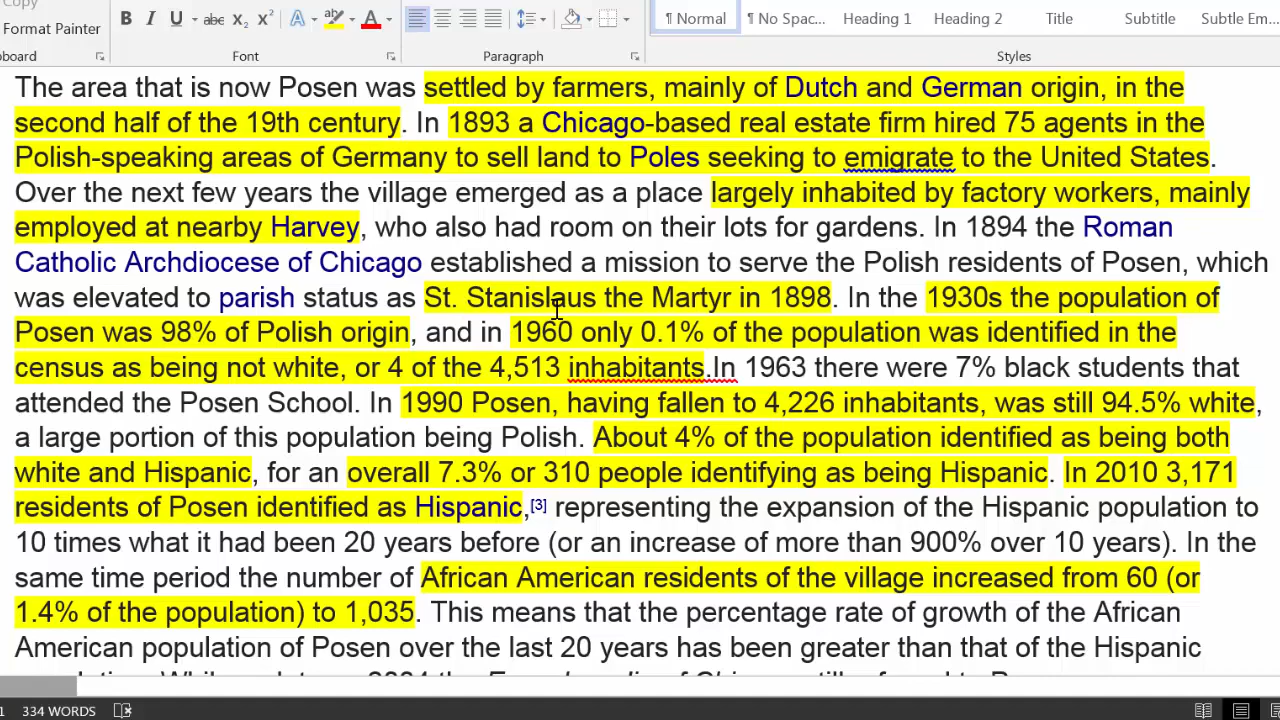 Copy
Format Painter
B I U abc X₂ X² A A
¶ Normal ¶ No Spac... Heading 1 Heading 2 Title Subtitle Subtle Em...
board Font Paragraph Styles
The area that is now Posen was settled by farmers, mainly of Dutch and German origin, in the
second half of the 19th century. In 1893 a Chicago-based real estate firm hired 75 agents in the
Polish-speaking areas of Germany to sell land to Poles seeking to emigrate to the United States.
Over the next few years the village emerged as a place largely inhabited by factory workers, mainly
employed at nearby Harvey, who also had room on their lots for gardens. In 1894 the Roman
Catholic Archdiocese of Chicago established a mission to serve the Polish residents of Posen, which
was elevated to parish status as St. Stanislaus the Martyr in 1898. In the 1930s the population of
Posen was 98% of Polish origin, and in 1960 only 0.1% of the population was identified in the
census as being not white, or 4 of the 4,513 inhabitants.In 1963 there were 7% black students that
attended the Posen School. In 1990 Posen, having fallen to 4,226 inhabitants, was still 94.5% white,
a large portion of this population being Polish. About 4% of the population identified as being both
white and Hispanic, for an overall 7.3% or 310 people identifying as being Hispanic. In 2010 3,171
residents of Posen identified as Hispanic,[3] representing the expansion of the Hispanic population to
10 times what it had been 20 years before (or an increase of more than 900% over 10 years). In the
same time period the number of African American residents of the village increased from 60 (or
1.4% of the population) to 1,035. This means that the percentage rate of growth of the African
American population of Posen over the last 20 years has been greater than that of the Hispanic
1 334 WORDS